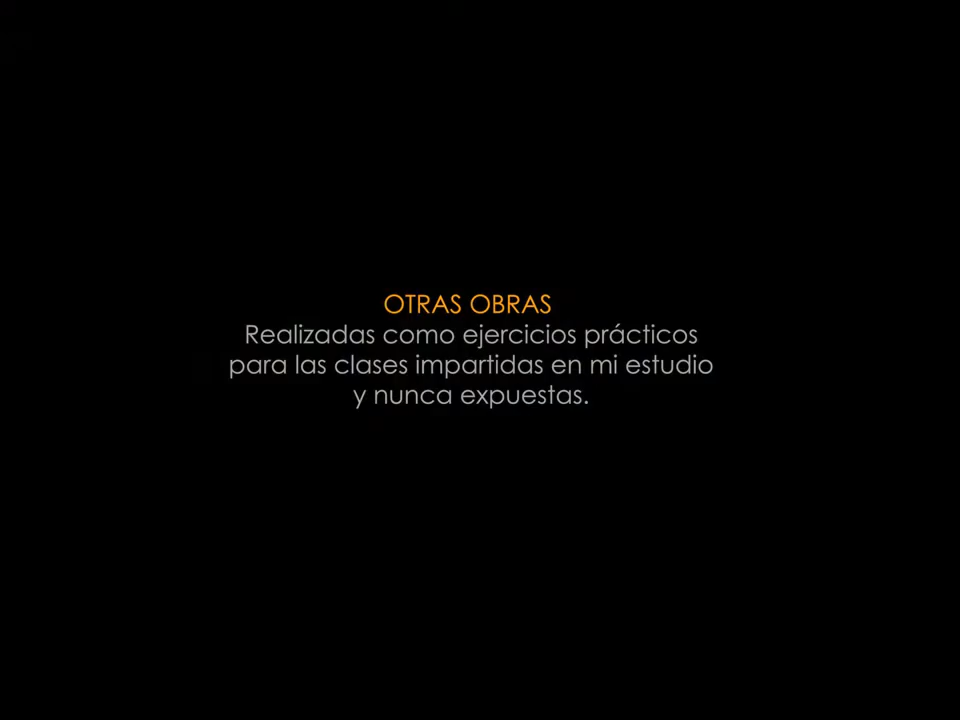 OTRAS OBRAS
Realizadas como ejercicios prácticos
para las clases impartidas en mi estudio
y nunca expuestas.